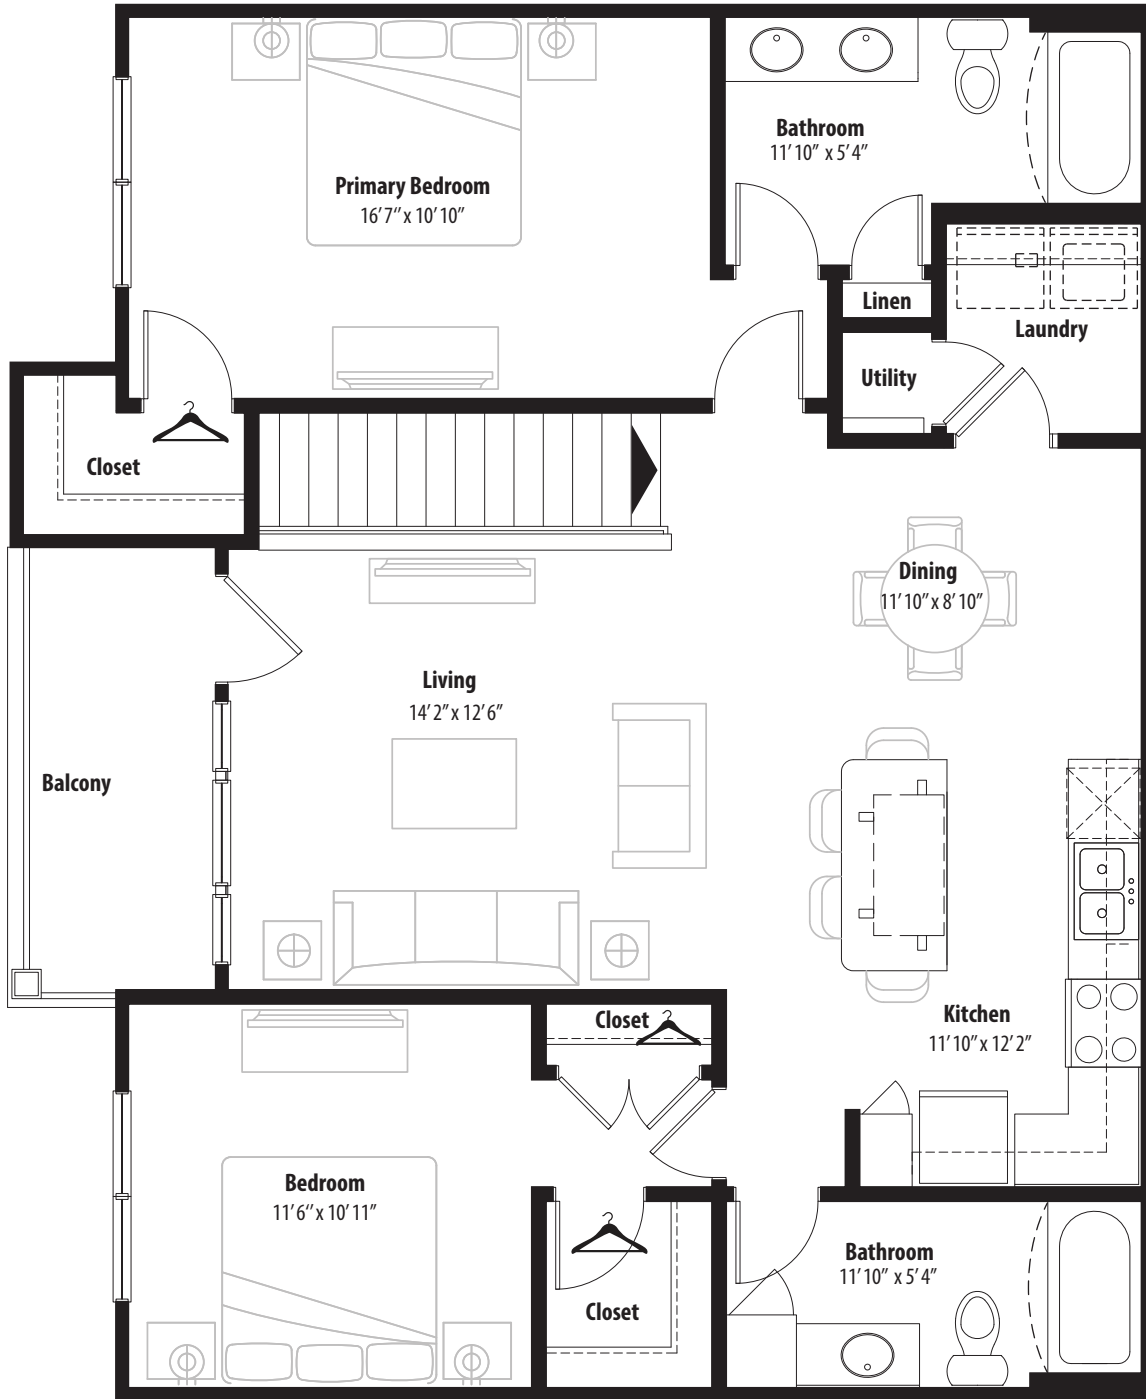 Bathroom
11'10" x 5'4"
Primary Bedroom
16'7" x 10'10"
Linen
Laundry
Utility
Closet
Dining
11'10" x 8'10"
Living
14'2" x 12'6"
Balcony
Kitchen
11'10" x 12'2"
Closet
Bedroom
11'6" x 10'11"
Bathroom
11'10" x 5'4"
Closet